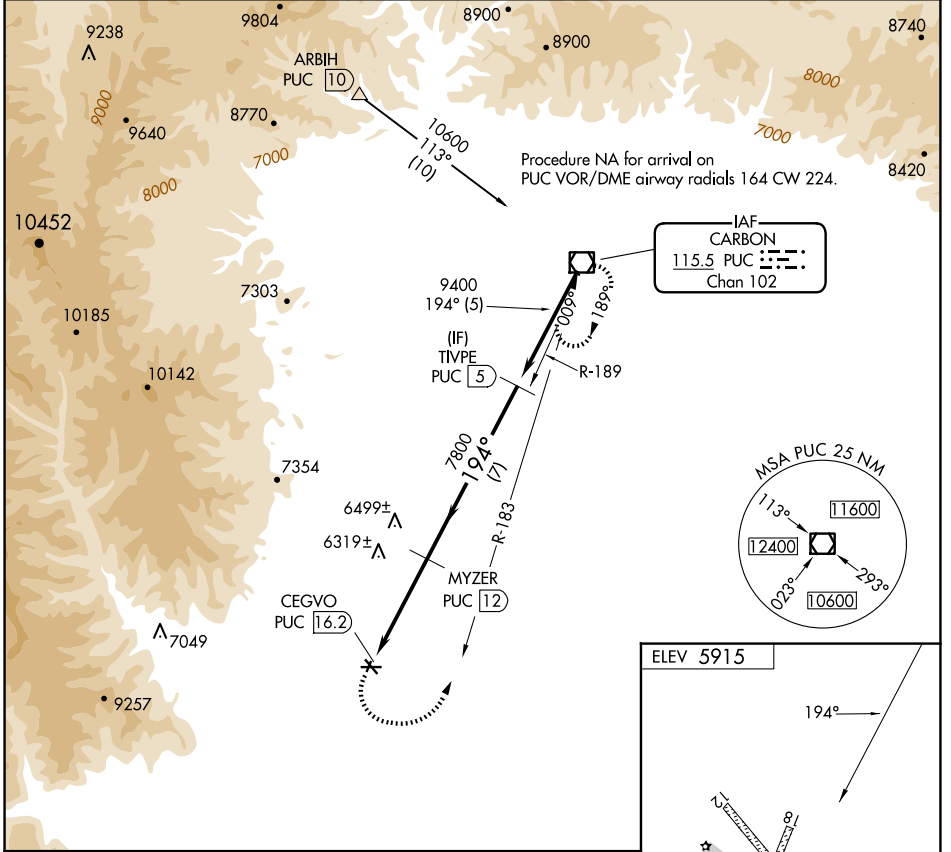 9238
9804
8900
8900
8740
ARBIH
PUC 10
8000
9000
9640
8770
7000
8000
10600
113°
(10)
7000
8420
Procedure NA for arrival on
PUC VOR/DME airway radials 164 CW 224.
10452
IAF
CARBON
115.5 PUC
Chan 102
7303
9400
194° (5)
009°
189°
10185
(IF)
TIVPE
PUC 5
R-189
10142
7800
194°
(7)
7354
R-183
6499±
6319±
MSA PUC 25 NM
113°
11600
12400
293°
023°
10600
MYZER
PUC 12
CEGVO
PUC 16.2
7049
9257
ELEV 5915
194°
12
18